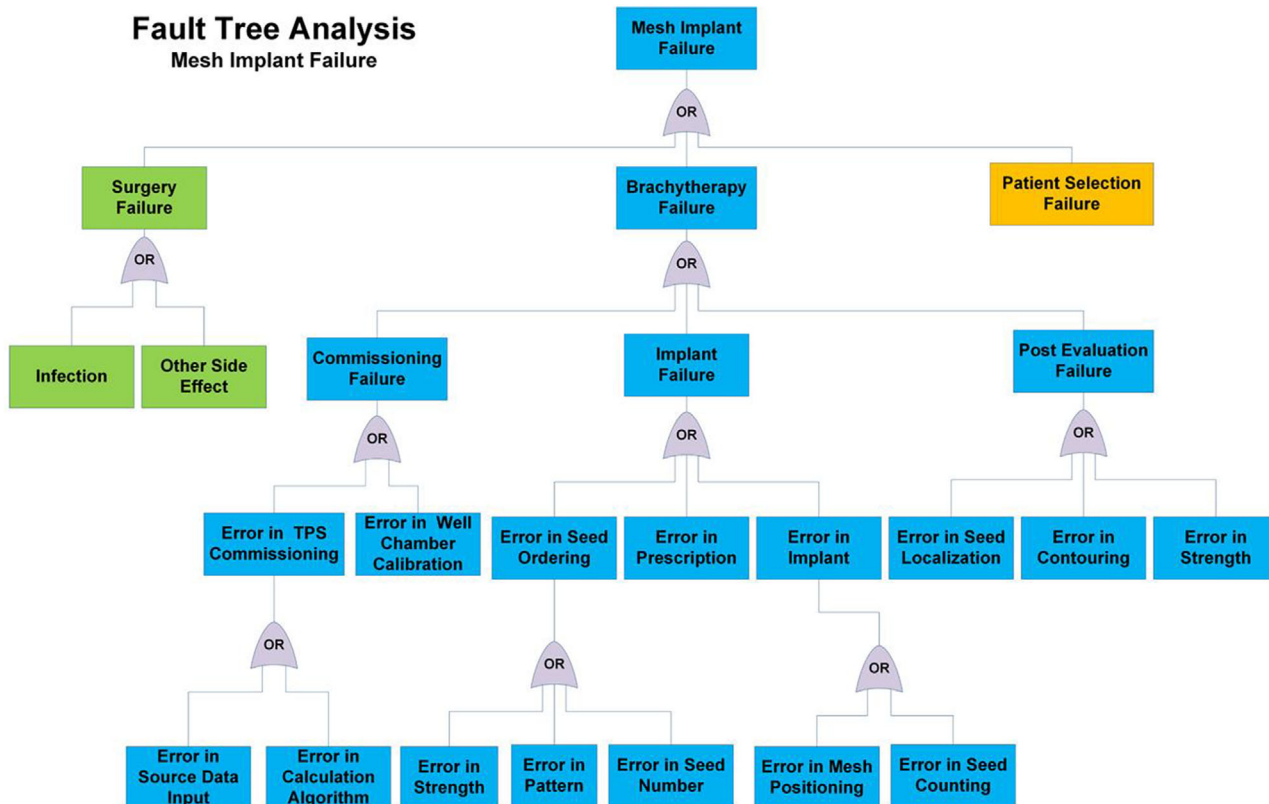 Fault Tree Analysis
Mesh Implant Failure
Mesh Implant
Failure
OR
Surgery
Failure
Brachytherapy
Failure
Patient Selection
Failure
OR
OR
Infection
Other Side
Effect
Commissioning
Failure
Implant
Failure
Post Evaluation
Failure
OR
OR
OR
Error in TPS
Commissioning
Error in Well
Chamber
Calibration
Error in Seed
Ordering
Error in
Prescription
Error in
Implant
Error in Seed
Localization
Error in
Contouring
Error in
Strength
OR
OR
OR
Error in
Source Data
Input
Error in
Calculation
Algorithm
Error in
Strength
Error in
Pattern
Error in Seed
Number
Error in Mesh
Positioning
Error in Seed
Counting